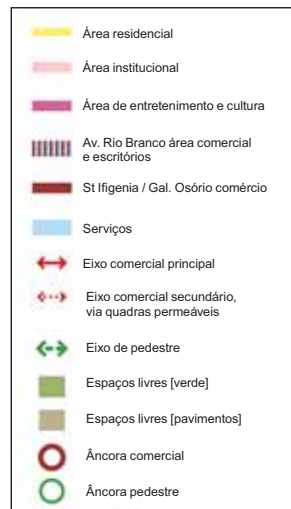 Área residencial
Área institucional
Área de entretenimento e cultura
Av. Rio Branco área comercial
e escritórios
St Ifigenia / Gal. Osório comércio
Serviços
Eixo comercial principal
Eixo comercial secundário,
via quadras permeáveis
Eixo de pedestre
Espaços livres [verde]
Espaços livres [pavimentos]
Âncora comercial
Âncora pedestre